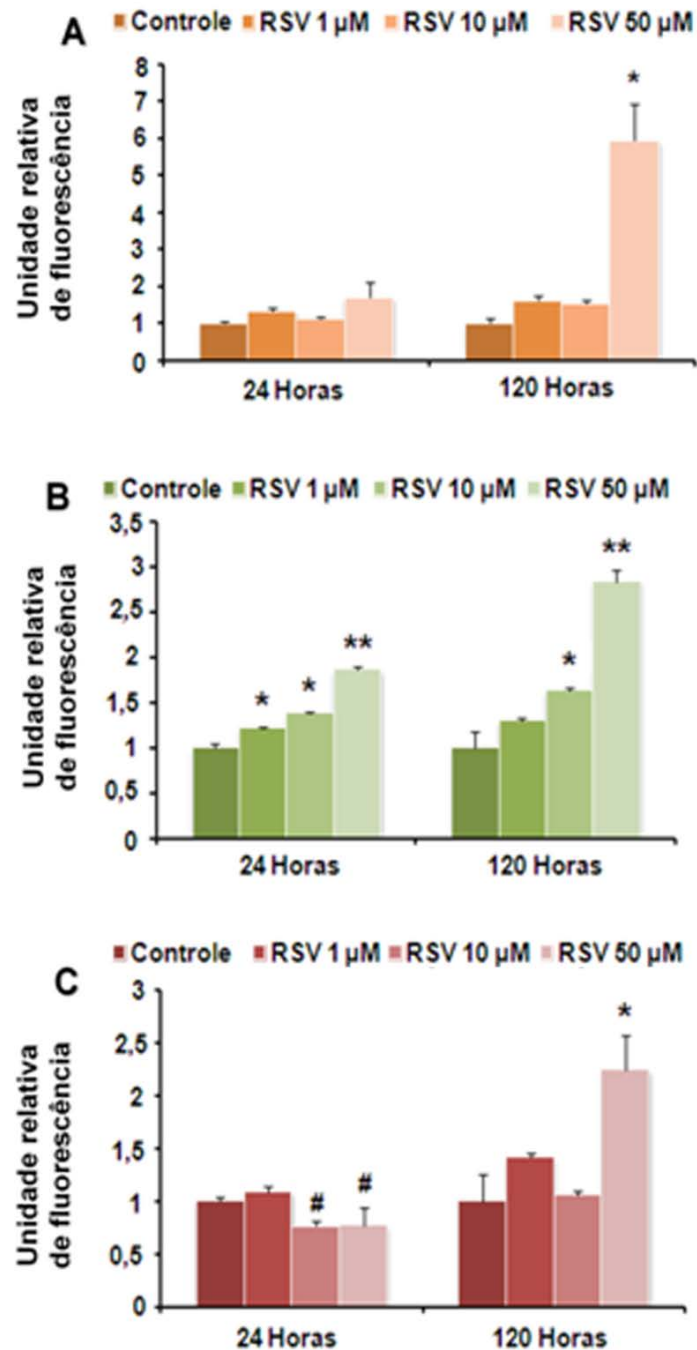 A
Controle RSV 1 µM RSV 10 µM RSV 50 µM
Unidade relativa
de fluorescência
8
7
6
5
4
3
2
1
0
*
24 Horas
120 Horas
B
Controle RSV 1 µM RSV 10 µM RSV 50 µM
Unidade relativa
de fluorescência
3,5
3
2,5
2
1,5
1
0,5
0
*
*
**
*
**
24 Horas
120 Horas
C
Controle RSV 1 µM RSV 10 µM RSV 50 µM
Unidade relativa
de fluorescência
3
2,5
2
1,5
1
0,5
0
#
#
*
24 Horas
120 Horas